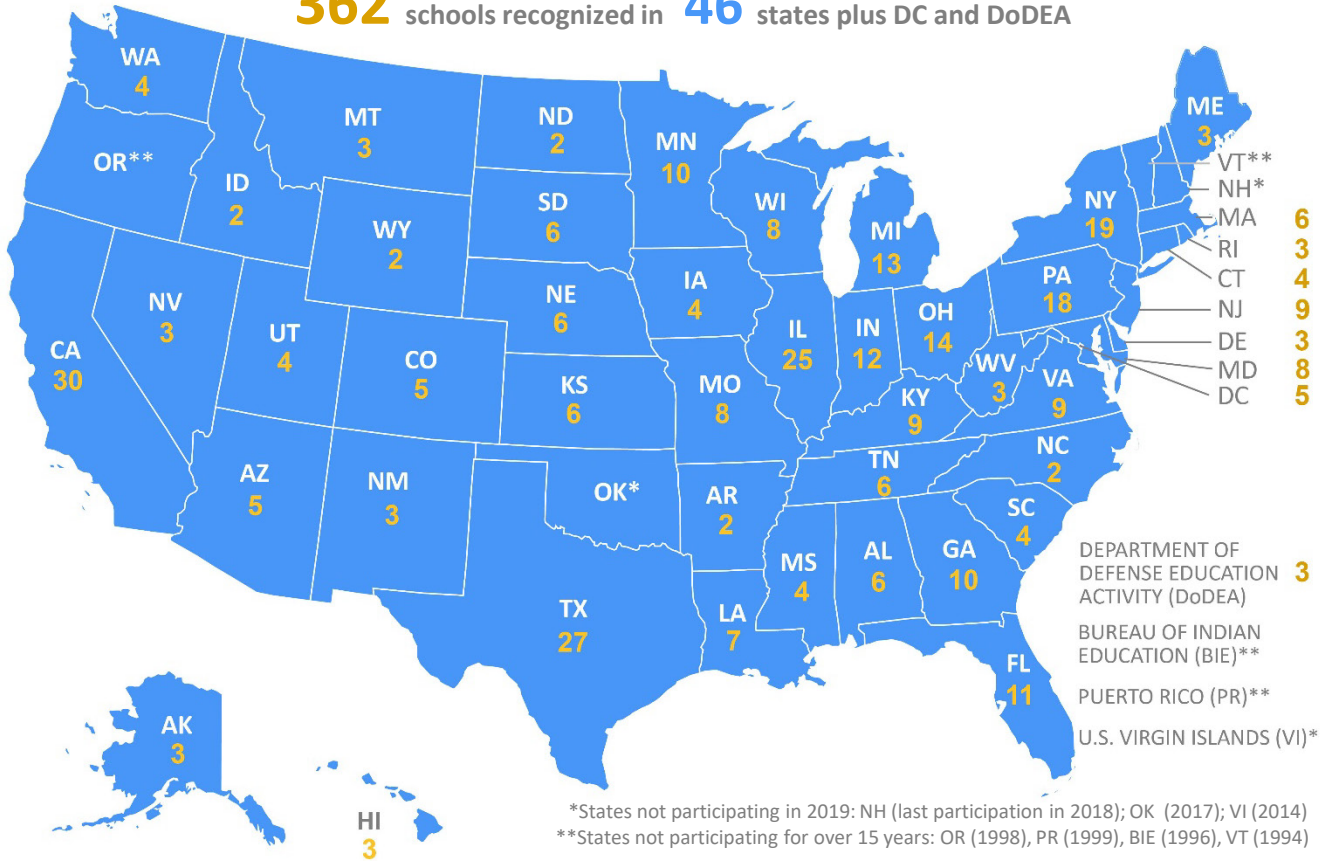 362 schools recognized in 46 states plus DC and DoDEA
WA
4
OR**
ID
2
MT
3
ND
2
MN
10
SD
6
WY
2
WI
8
MI
13
NY
19
ME
3
VT**
NH*
MA 6
RI 3
CT 4
NJ 9
DE 3
MD 8
DC 5
NV
3
UT
4
CA
30
CO
5
NE
6
IA
4
KS
6
MO
8
IL
25
IN
12
OH
14
PA
18
WV
3
VA
9
KY
9
NC
2
TN
6
SC
4
AZ
5
NM
3
OK*
AR
2
MS
4
AL
6
GA
10
TX
27
LA
7
FL
11
AK
3
HI
3
DEPARTMENT OF
DEFENSE EDUCATION 3
ACTIVITY (DoDEA)
BUREAU OF INDIAN
EDUCATION (BIE)**
PUERTO RICO (PR)**
U.S. VIRGIN ISLANDS (VI)*
*States not participating in 2019: NH (last participation in 2018); OK (2017); VI (2014)
**States not participating for over 15 years: OR (1998), PR (1999), BIE (1996), VT (1994)